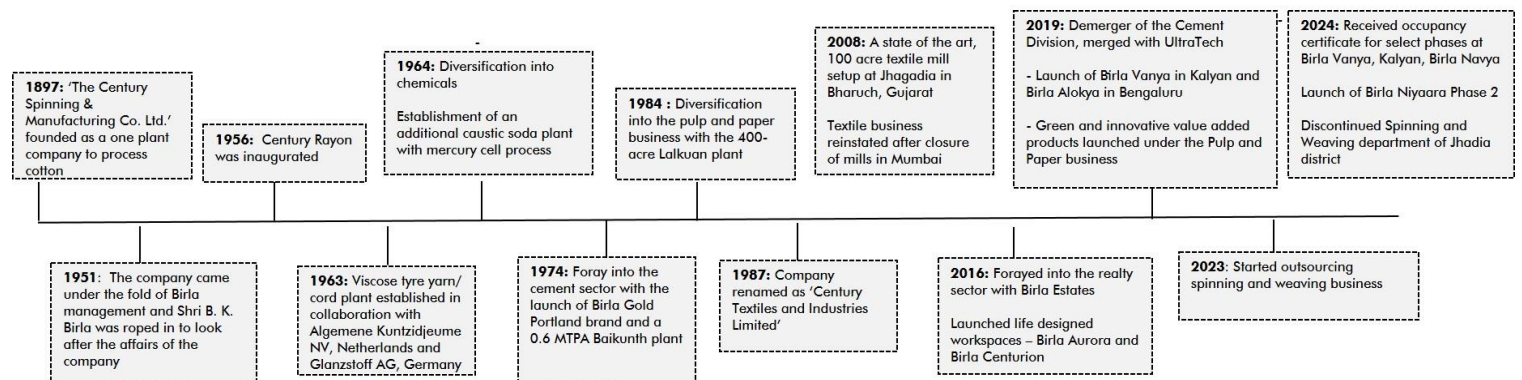 1897: 'The Century
Spinning &
Manufacturing Co. Ltd.'
founded as a one plant
company to process
cotton
1956: Century Rayon
was inaugurated
1964: Diversification into
chemicals
Establishment of an
additional caustic soda plant
with mercury cell process
1984 : Diversification
into the pulp and paper
business with the 400-
acre Lalkuan plant
2008: A state of the art,
100 acre textile mill
setup at Jhagadia in
Bharuch, Gujarat
Textile business
reinstated after closure
of mills in Mumbai
2019: Demerger of the Cement
Division, merged with UltraTech
- Launch of Birla Vanya in Kalyan and
Birla Alokya in Bengaluru
- Green and innovative value added
products launched under the Pulp and
Paper business
2024: Received occupancy
certificate for select phases at
Birla Vanya, Kalyan, Birla Navya
Launch of Birla Niyaara Phase 2
Discontinued Spinning and
Weaving department of Jhadia
district
1951: The company came
under the fold of Birla
management and Shri B. K.
Birla was roped in to look
after the affairs of the
company
1963: Viscose tyre yarn/
cord plant established in
collaboration with
Algemene Kuntzidjeume
NV, Netherlands and
Glanzstoff AG, Germany
1974: Foray into the
cement sector with the
launch of Birla Gold
Portland brand and a
0.6 MTPA Baikunth plant
1987: Company
renamed as 'Century
Textiles and Industries
Limited'
2016: Forayed into the realty
sector with Birla Estates
Launched life designed
workspaces – Birla Aurora and
Birla Centurion
2023: Started outsourcing
spinning and weaving business